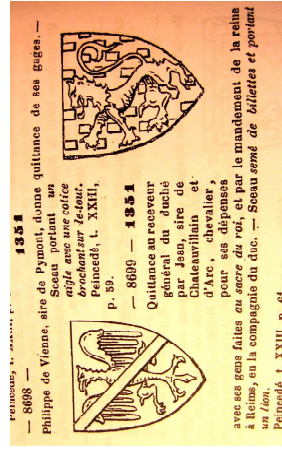 Peincedé, t. XXIII,
— 8698 — 1351
Philippe de Vienne, sire de Pymont, donne quittance de ses gages. —
Sceau portant un
aigle avec une cotice
brochant sur le-tout.
Peincedé, t. XXIII,
p. 59.
— 8699 — 1351
Quittance au receveur
général du duché
par Jean, sire de
Chateauvillain et
d'Arc, chevalier,
pour ses dépenses
avec ses gens faites au sacre du roi, et par le mandement de la reine
à Reims, en la compagnie du duc. — Sceau semé de billettes et portant
un lion.
Peincedé t. XXIII p. 61